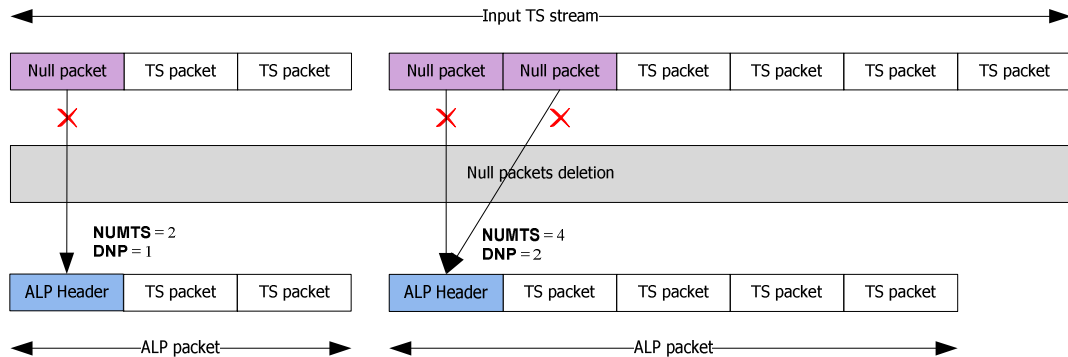 Input TS stream
Null packet TS packet TS packet Null packet Null packet TS packet TS packet TS packet TS packet
Null packets deletion
NUMTS = 2
DNP = 1
NUMTS = 4
DNP = 2
ALP Header TS packet TS packet ALP Header TS packet TS packet TS packet TS packet
ALP packet ALP packet